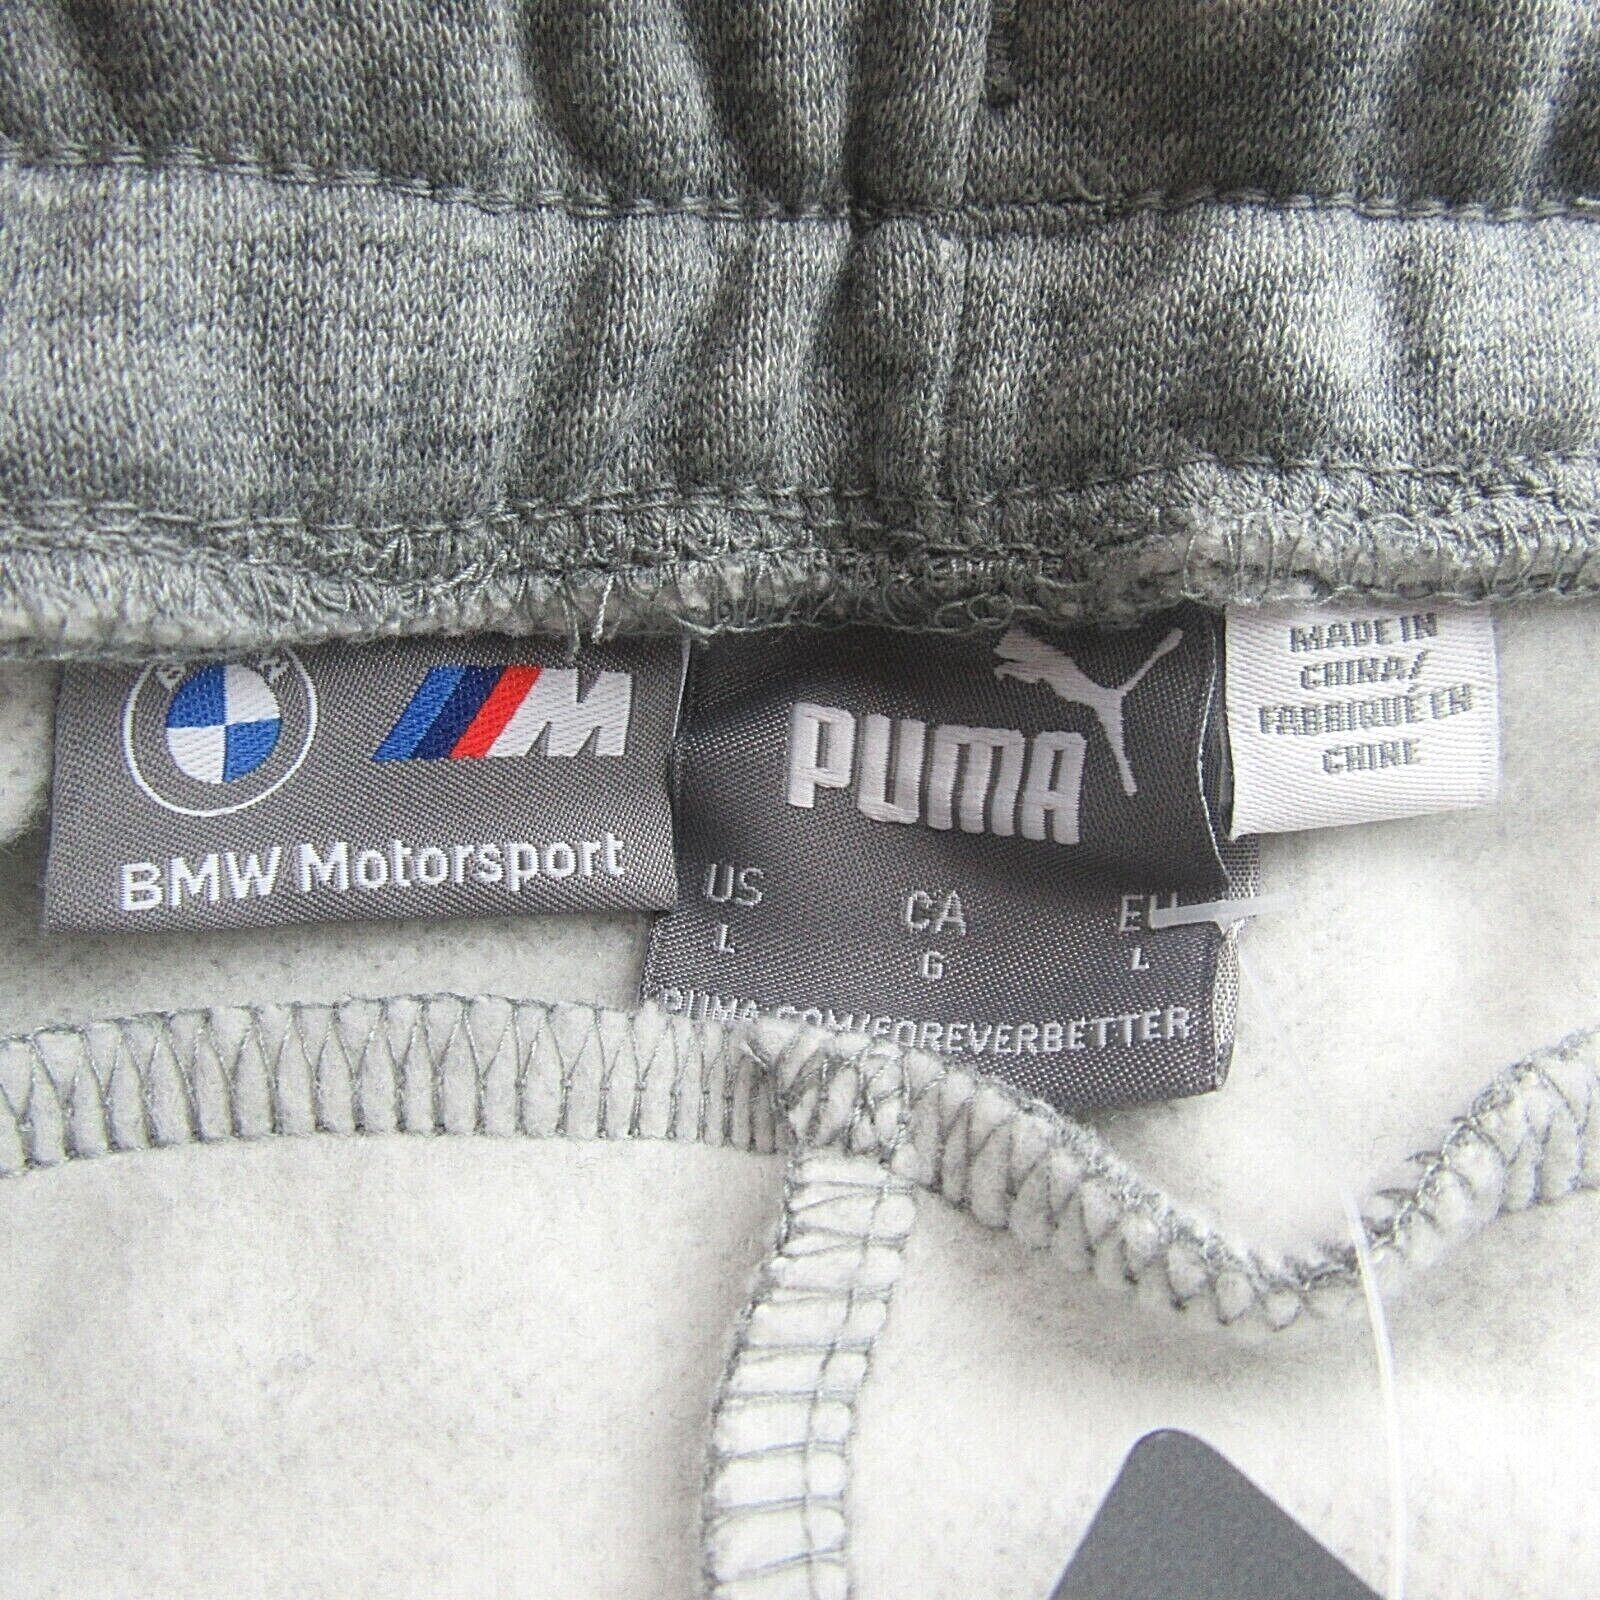 M
BMW Motorsport
PUMA
US CA EU
L G L
PUMA.COM/FOREVERBETTER
MADE IN
CHINA/
FABRIQUÉ EN
CHINE